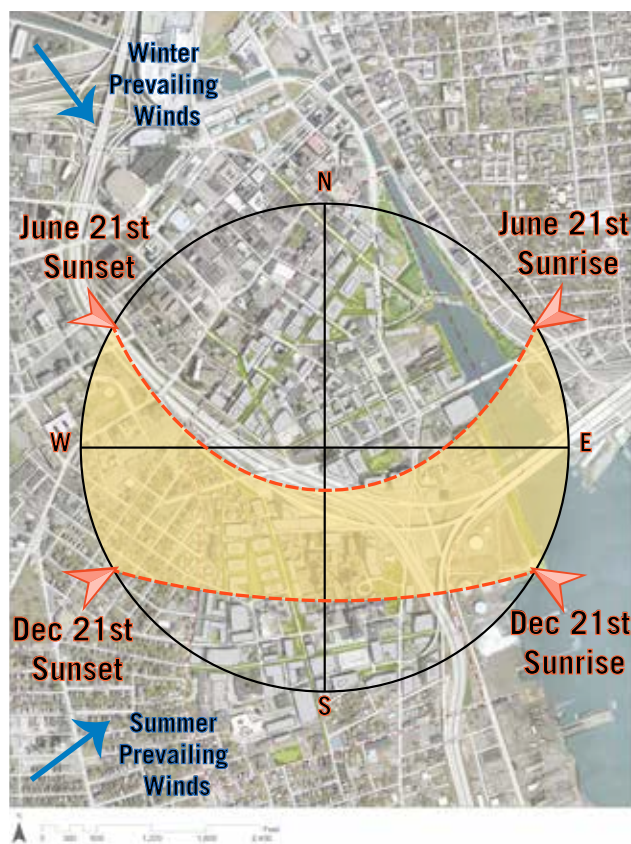 Winter
Prevailing
Winds
N
June 21st
Sunset
June 21st
Sunrise
W
E
Dec 21st
Sunset
Dec 21st
Sunrise
S
Summer
Prevailing
Winds
Feet
0